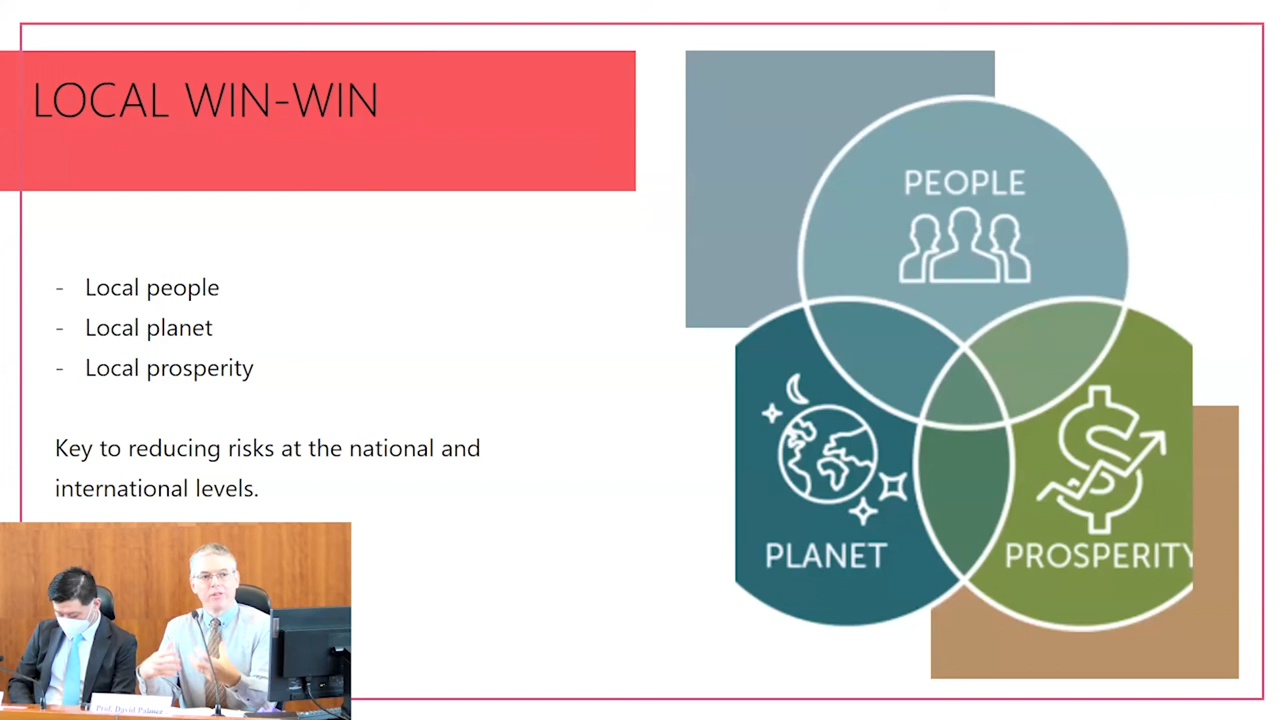 LOCAL WIN-WIN
- Local people
- Local planet
- Local prosperity
Key to reducing risks at the national and
international levels.
PEOPLE
PLANET
PROSPERITY
Prof. David Palmer